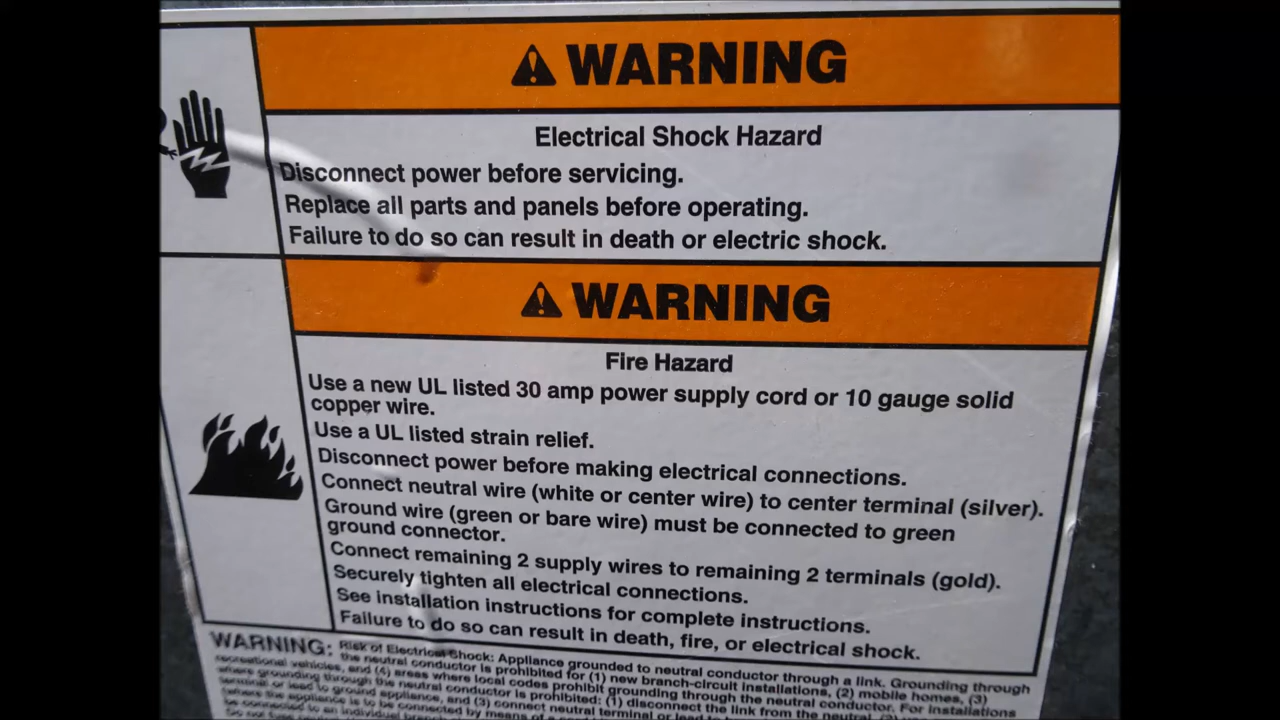 WARNING
Electrical Shock Hazard
Disconnect power before servicing.
Replace all parts and panels before operating.
Failure to do so can result in death or electric shock.
WARNING
Fire Hazard
Use a new UL listed 30 amp power supply cord or 10 gauge solid
copper wire.
Use a UL listed strain relief.
Disconnect power before making electrical connections.
Connect neutral wire (white or center wire) to center terminal (silver).
Ground wire (green or bare wire) must be connected to green
ground connector.
Connect remaining 2 supply wires to remaining 2 terminals (gold).
Securely tighten all electrical connections.
See installation instructions for complete instructions.
Failure to do so can result in death, fire, or electrical shock.
WARNING: Risk of Electrical Shock: Appliance grounded to neutral conductor through a link. Grounding through
the neutral conductor is prohibited for (1) new branch-circuit installations, (2) mobile homes, (3)
recreational vehicles, and (4) areas where local codes prohibit grounding through the neutral conductor. For installations
where grounding through the neutral conductor is prohibited: (1) disconnect the link from the neutral, (2)
terminal or lead to ground appliance, and (3) connect neutral terminal or lead to